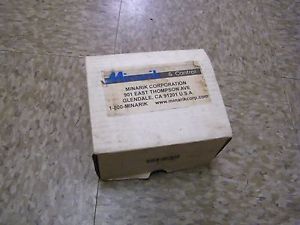 & Control
MINARIK CORPORATION
901 EAST THOMPSON AVE
GLENDALE, CA 91201 U.S.A.
1-800-MINARIK www.minarikcorp.com